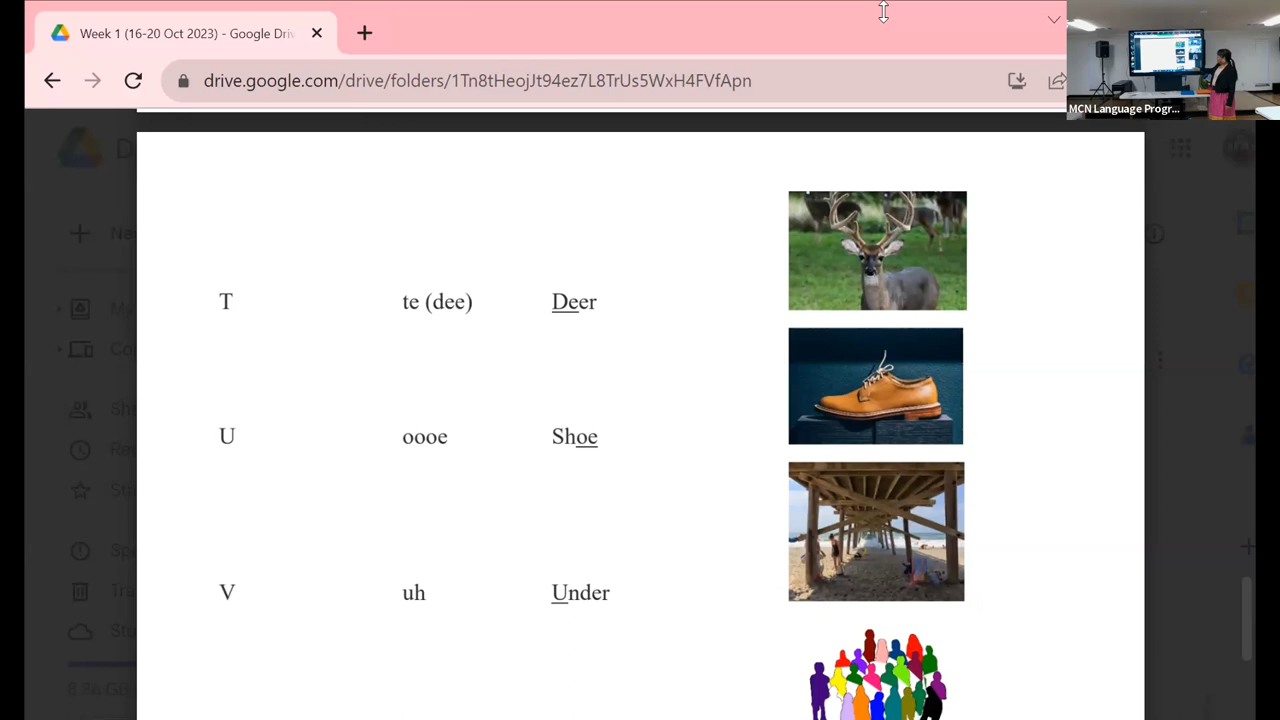 Week 1 (16-20 Oct 2023) - Google Driv
drive.google.com/drive/folders/1Tn8tHeojJt94ez7L8TrUs5WxH4FVfApn
MCN Language Progr...
T te (dee) Deer
U oooe Shoe
V uh Under